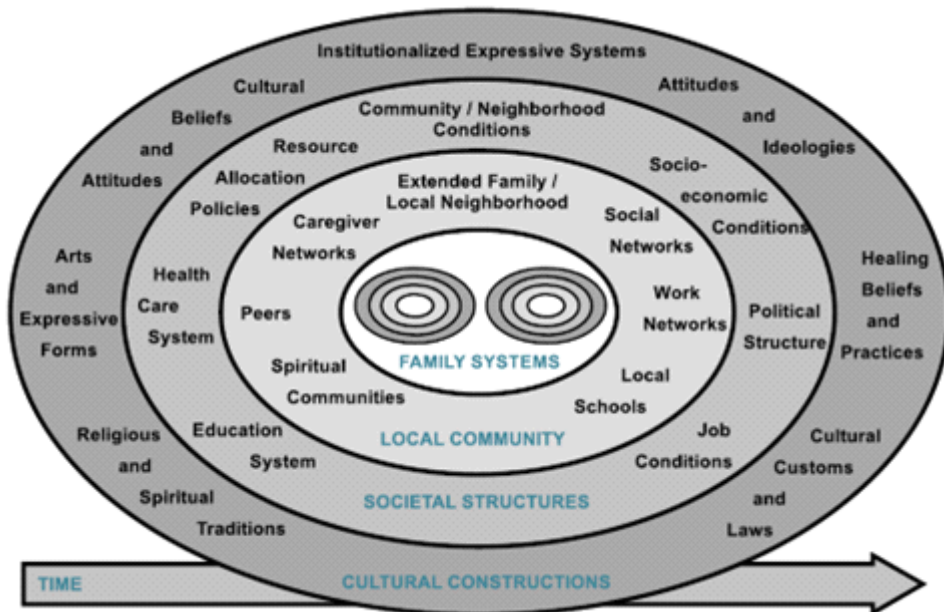 Institutionalized Expressive Systems
Cultural
Beliefs
and
Attitudes
Attitudes
and
Ideologies
Arts
and
Expressive
Forms
Healing
Beliefs
and
Practices
Religious
and
Spiritual
Traditions
Cultural
Customs
and
Laws
CULTURAL CONSTRUCTIONS
Community / Neighborhood
Conditions
Resource
Allocation
Policies
Socio-
economic
Conditions
Health
Care
System
Political
Structure
Education
System
Job
Conditions
SOCIETAL STRUCTURES
Extended Family /
Local Neighborhood
Caregiver
Networks
Social
Networks
Peers
Work
Networks
Spiritual
Communities
Local
Schools
LOCAL COMMUNITY
FAMILY SYSTEMS
TIME